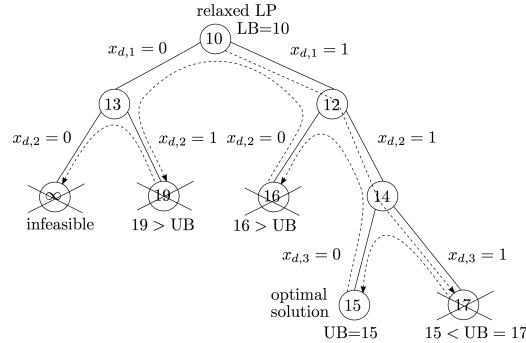 relaxed LP
LB=10
10
x_{d,1} = 0
x_{d,1} = 1
13
12
x_{d,2} = 0
x_{d,2} = 1
x_{d,2} = 0
x_{d,2} = 1
∞
19
16
14
infeasible
19 > UB
16 > UB
x_{d,3} = 0
x_{d,3} = 1
optimal
solution
15
17
UB=15
15 < UB = 17